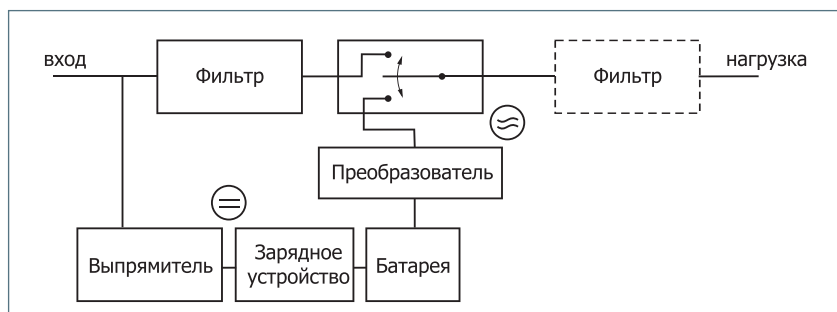 вход
Фильтр
Фильтр
нагрузка
Преобразователь
Выпрямитель
Зарядное
устройство
Батарея